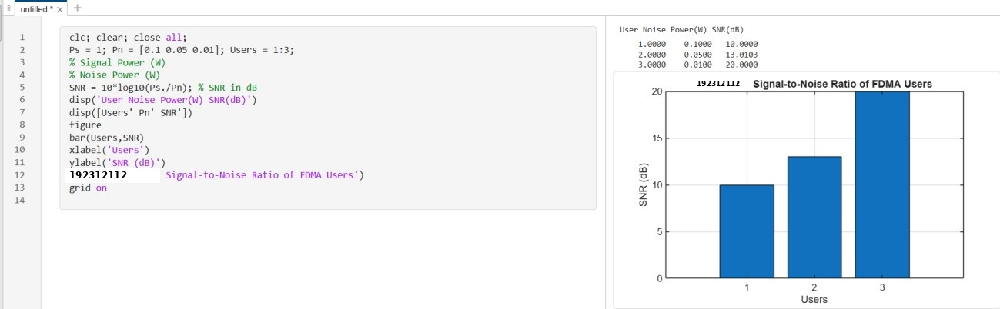 untitled * × +
1 clc; clear; close all;
2 Ps = 1; Pn = [0.1 0.05 0.01]; Users = 1:3;
3 % Signal Power (W)
4 % Noise Power (W)
5 SNR = 10*log10(Ps./Pn); % SNR in dB
6 disp('User Noise Power(W) SNR(dB)')
7 disp([Users' Pn' SNR'])
8 figure
9 bar(Users,SNR)
10 xlabel('Users')
11 ylabel('SNR (dB)')
12 192312112 Signal-to-Noise Ratio of FDMA Users')
13 grid on
14
User Noise Power(W) SNR(dB)
1.0000 0.1000 10.0000
2.0000 0.0500 13.0103
3.0000 0.0100 20.0000
192312112 Signal-to-Noise Ratio of FDMA Users
20
15
10
5
0
SNR (dB)
1 2 3
Users